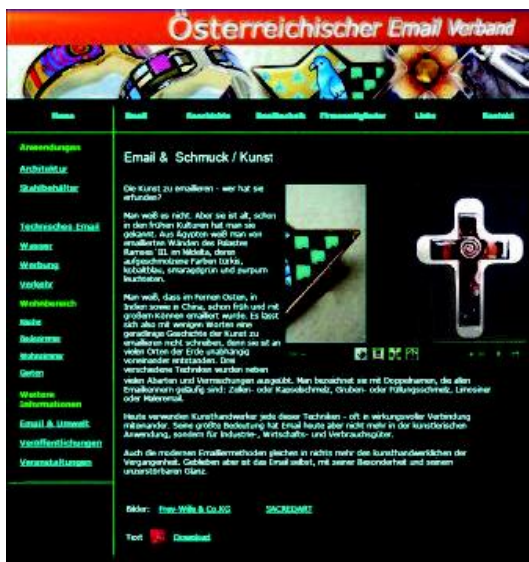 Österreichischer Email Verband
Home Email Geschichte Gesellschaft Firmenmitglieder Links Kontakt
Anwendungen
Architektur
Stahlbehälter
Technisches Email
Wasser
Werbung
Verkehr
Wohnbereich
Küche
Badezimmer
Wohnzimmer
Garten
Weitere
Informationen
Email & Umwelt
Veröffentlichungen
Veranstaltungen
Email & Schmuck / Kunst
Die Kunst zu emaillieren - wer hat sie
erfunden?
Man weiß es nicht. Aber sie ist alt, schon
in den frühen Kulturen hat man sie
gekannt. Aus Ägypten weiß man von
emaillierten Wänden des Palastes
Ramses III. im Nildelta, deren
aufgeschmolzene Farben türkis,
kobaltblau, smaragdgrün und purpurn
leuchteten.
Man weiß, dass im Fernen Osten, in
Indien sowie in China, schon früh und mit
großem Können emailliert wurde. Es lässt
sich also mit wenigen Worten eine
geradlinige Geschichte der Kunst zu
emaillieren nicht schreiben, denn sie ist an
vielen Orten der Erde unabhängig
voneinander entstanden. Drei
verschiedene Techniken wurden neben
vielen Abarten und Vermischungen ausgeübt. Man bezeichnet sie mit Doppelnamen, die allen
Emailkennern geläufig sind: Zellen- oder Kapselschmelz, Gruben- oder Füllungsschmelz, Limosiner
oder Maleremail.
Heute verwenden Kunsthandwerker jede dieser Techniken - oft in wirkungsvoller Verbindung
miteinander. Seine größte Bedeutung hat Email heute aber nicht mehr in der künstlerischen
Anwendung, sondern für Industrie-, Wirtschafts- und Verbrauchsgüter.
Auch die modernen Emailliermethoden gleichen in nichts mehr den kunsthandwerklichen der
Vergangenheit. Geblieben aber ist das Email selbst, mit seiner Besonderheit und seinem
unzerstörbaren Glanz.
Bilder: Frey Wille & Co.KG SACREDART
Text Download